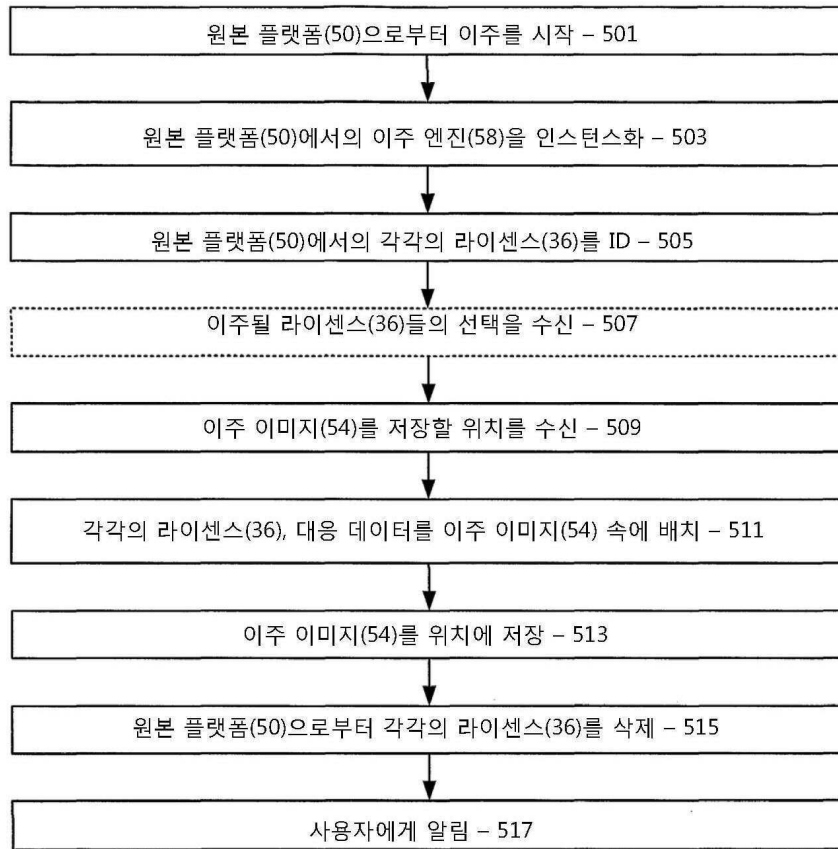 원본 플랫폼(50)으로부터 이주를 시작 – 501
원본 플랫폼(50)에서의 이주 엔진(58)을 인스턴스화 – 503
원본 플랫폼(50)에서의 각각의 라이센스(36)를 ID – 505
이주될 라이센스(36)들의 선택을 수신 – 507
이주 이미지(54)를 저장할 위치를 수신 – 509
각각의 라이센스(36), 대응 데이터를 이주 이미지(54) 속에 배치 – 511
이주 이미지(54)를 위치에 저장 – 513
원본 플랫폼(50)으로부터 각각의 라이센스(36)를 삭제 – 515
사용자에게 알림 – 517